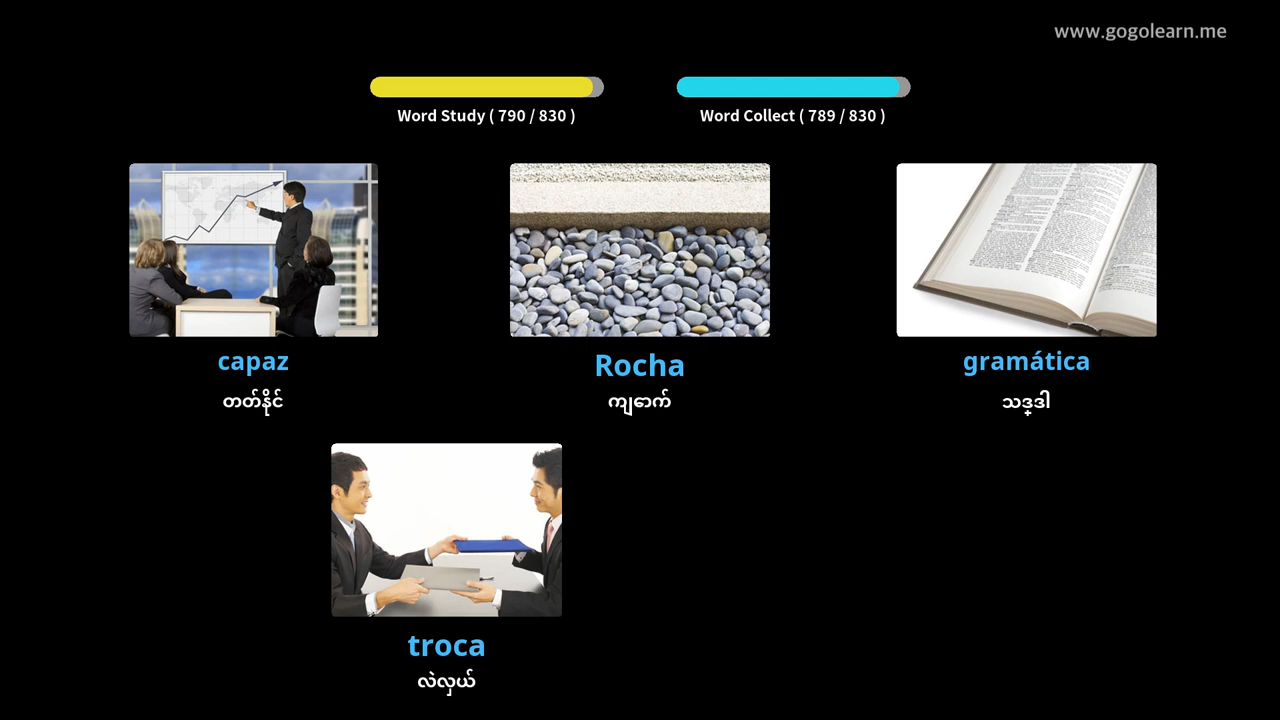 www.gogolearn.me
Word Study ( 790 / 830 )
Word Collect ( 789 / 830 )
capaz
တတ်နိုင်
Rocha
ကျောက်
gramática
သဒ္ဒါ
troca
လဲလှယ်